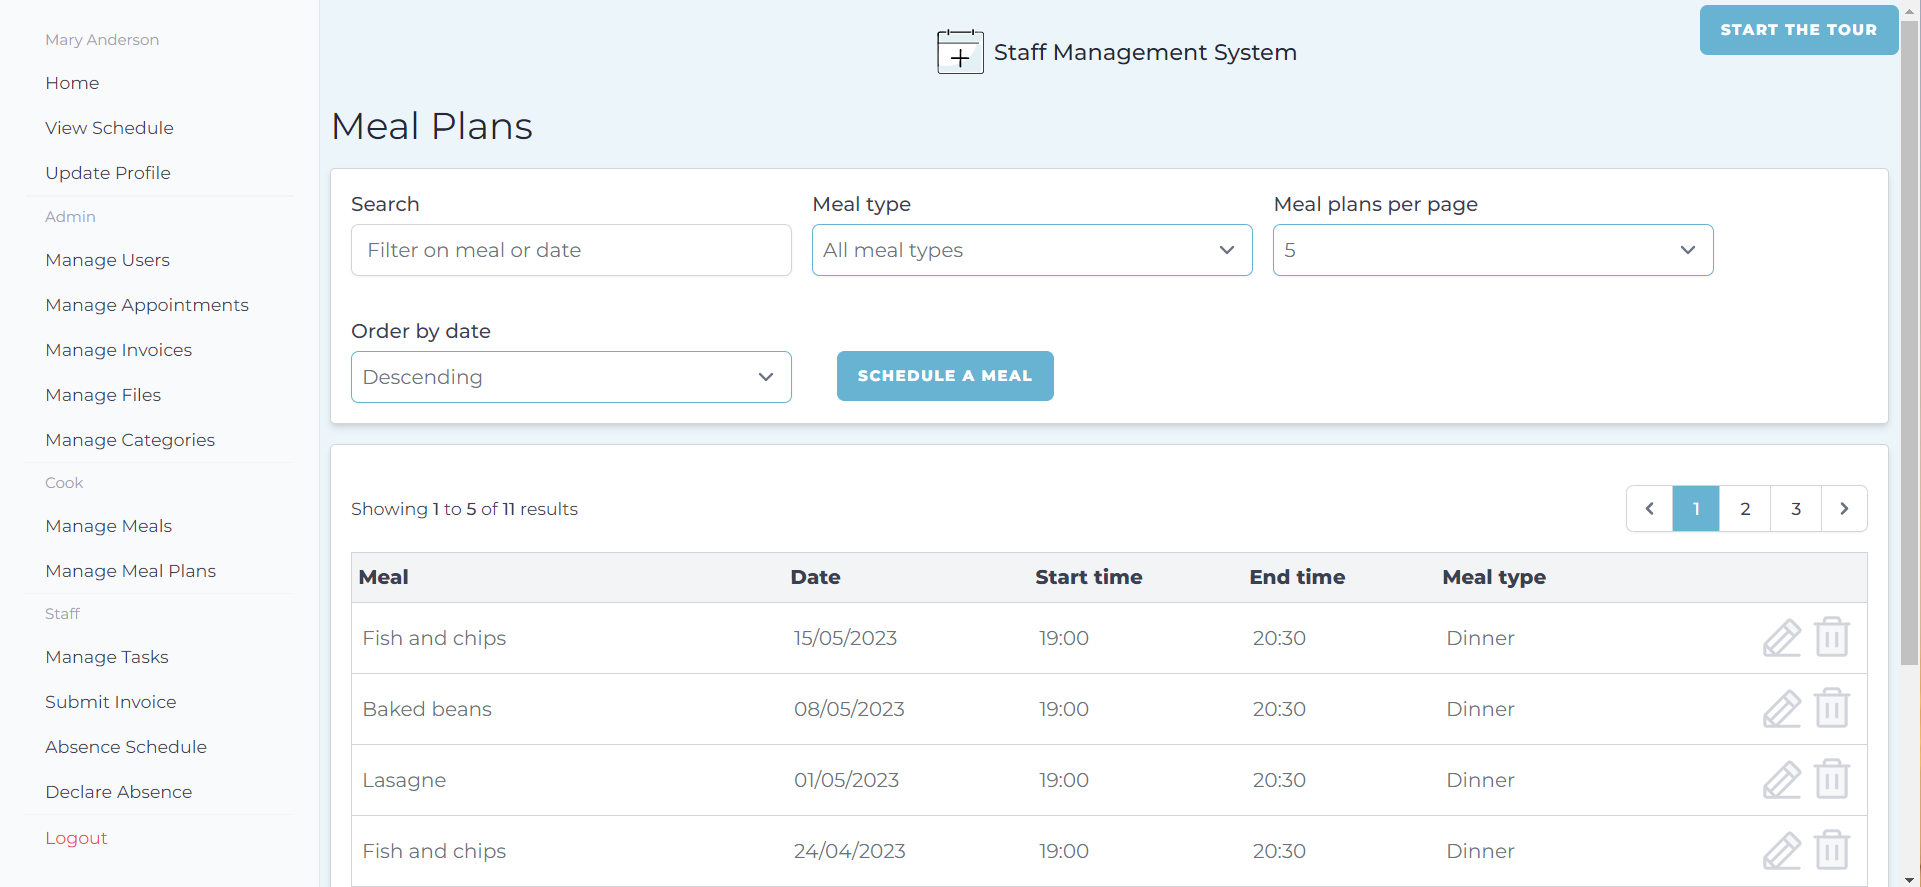 Mary Anderson
Home
View Schedule
Update Profile
Admin
Manage Users
Manage Appointments
Manage Invoices
Manage Files
Manage Categories
Cook
Manage Meals
Manage Meal Plans
Staff
Manage Tasks
Submit Invoice
Absence Schedule
Declare Absence
Logout
Staff Management System
START THE TOUR
Meal Plans
Search Meal type Meal plans per page
Filter on meal or date All meal types 5
Order by date
Descending SCHEDULE A MEAL
Showing 1 to 5 of 11 results 1 2 3
Meal Date Start time End time Meal type
Fish and chips 15/05/2023 19:00 20:30 Dinner
Baked beans 08/05/2023 19:00 20:30 Dinner
Lasagne 01/05/2023 19:00 20:30 Dinner
Fish and chips 24/04/2023 19:00 20:30 Dinner